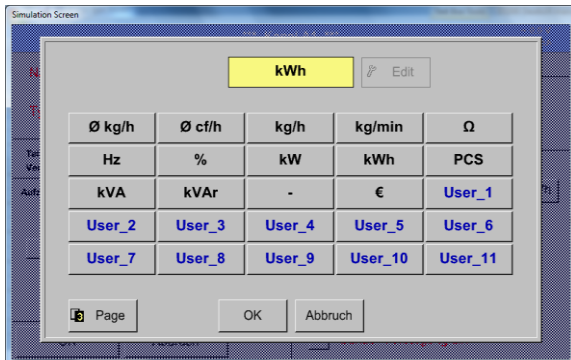 Simulation Screen
kWh Edit
Ø kg/h Ø cf/h kg/h kg/min Ω
Hz % kW kWh PCS
kVA kVAr - € User_1
User_2 User_3 User_4 User_5 User_6
User_7 User_8 User_9 User_10 User_11
Page OK Abbruch